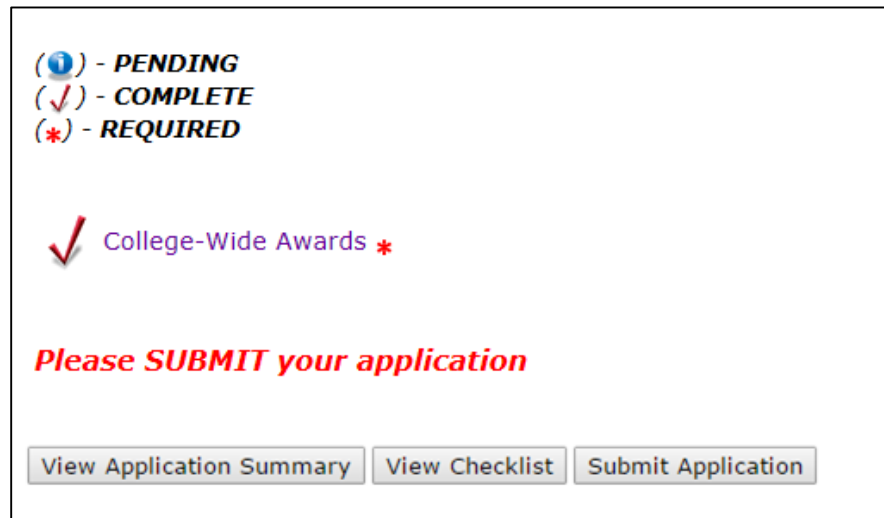 (i) - PENDING
(✓) - COMPLETE
(*) - REQUIRED
College-Wide Awards *
Please SUBMIT your application
View Application Summary View Checklist Submit Application